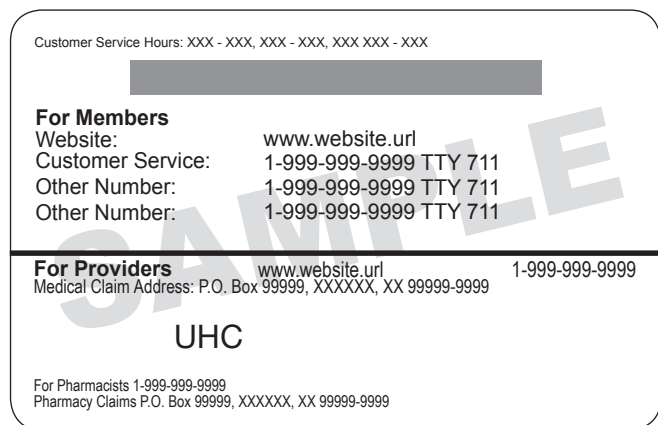 Customer Service Hours: XXX - XXX, XXX - XXX, XXX XXX - XXX
For Members
Website: www.website.url
Customer Service: 1-999-999-9999 TTY 711
Other Number: 1-999-999-9999 TTY 711
Other Number: 1-999-999-9999 TTY 711
SAMPLE
For Providers www.website.url 1-999-999-9999
Medical Claim Address: P.O. Box 99999, XXXXXX, XX 99999-9999
UHC
For Pharmacists 1-999-999-9999
Pharmacy Claims P.O. Box 99999, XXXXXX, XX 99999-9999